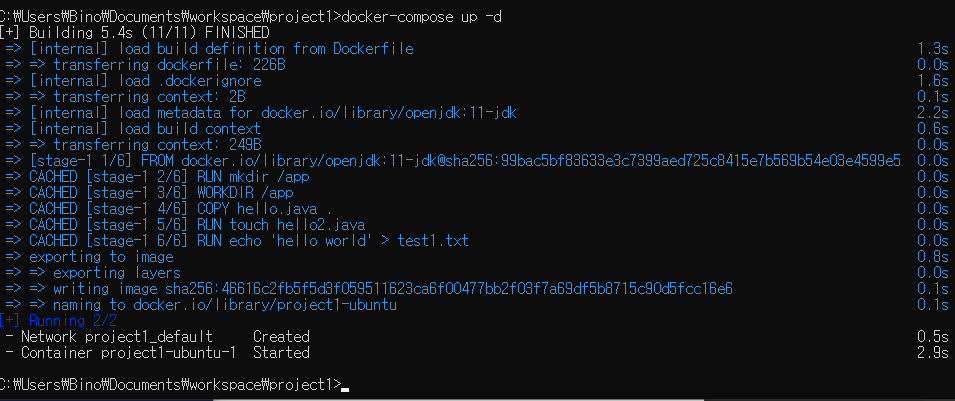 C:₩Users₩Bino₩Documents₩workspace₩project1>docker-compose up -d
[+] Building 5.4s (11/11) FINISHED
=> [internal] load build definition from Dockerfile 1.3s
=> => transferring dockerfile: 226B 0.0s
=> [internal] load .dockerignore 1.6s
=> => transferring context: 2B 0.1s
=> [internal] load metadata for docker.io/library/openjdk:11-jdk 2.2s
=> [internal] load build context 0.6s
=> => transferring context: 249B 0.0s
=> [stage-1 1/6] FROM docker.io/library/openjdk:11-jdk@sha256:99bac5bf83633e3c7399aed725c8415e7b569b54e03e4599e5 0.0s
=> CACHED [stage-1 2/6] RUN mkdir /app 0.0s
=> CACHED [stage-1 3/6] WORKDIR /app 0.0s
=> CACHED [stage-1 4/6] COPY hello.java . 0.0s
=> CACHED [stage-1 5/6] RUN touch hello2.java 0.0s
=> CACHED [stage-1 6/6] RUN echo 'hello world' > test1.txt 0.0s
=> exporting to image 0.8s
=> => exporting layers 0.0s
=> => writing image sha256:46616c2fb5f5d3f059511623ca6f00477bb2f03f7a69df5b8715c90d5fcc16e6 0.1s
=> => naming to docker.io/library/project1-ubuntu 0.1s
[+] Running 2/2
- Network project1_default Created 0.5s
- Container project1-ubuntu-1 Started 2.9s
C:₩Users₩Bino₩Documents₩workspace₩project1>